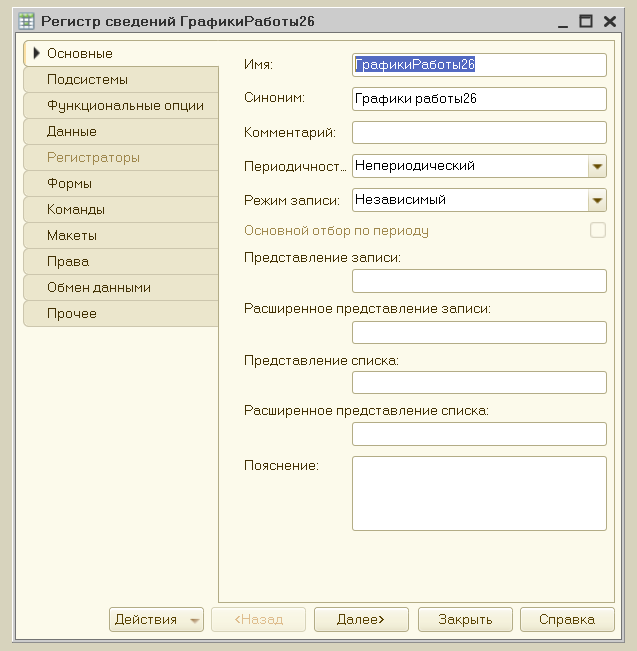 Регистр сведений ГрафикиРаботы26
Основные
Подсистемы
Функциональные опции
Данные
Регистраторы
Формы
Команды
Макеты
Права
Обмен данными
Прочее
Имя: ГрафикиРаботы26
Синоним: Графики работы26
Комментарий:
Периодичност... Непериодический
Режим записи: Независимый
Основной отбор по периоду
Представление записи:
Расширенное представление записи:
Представление списка:
Расширенное представление списка:
Пояснение:
Действия <Назад Далее> Закрыть Справка